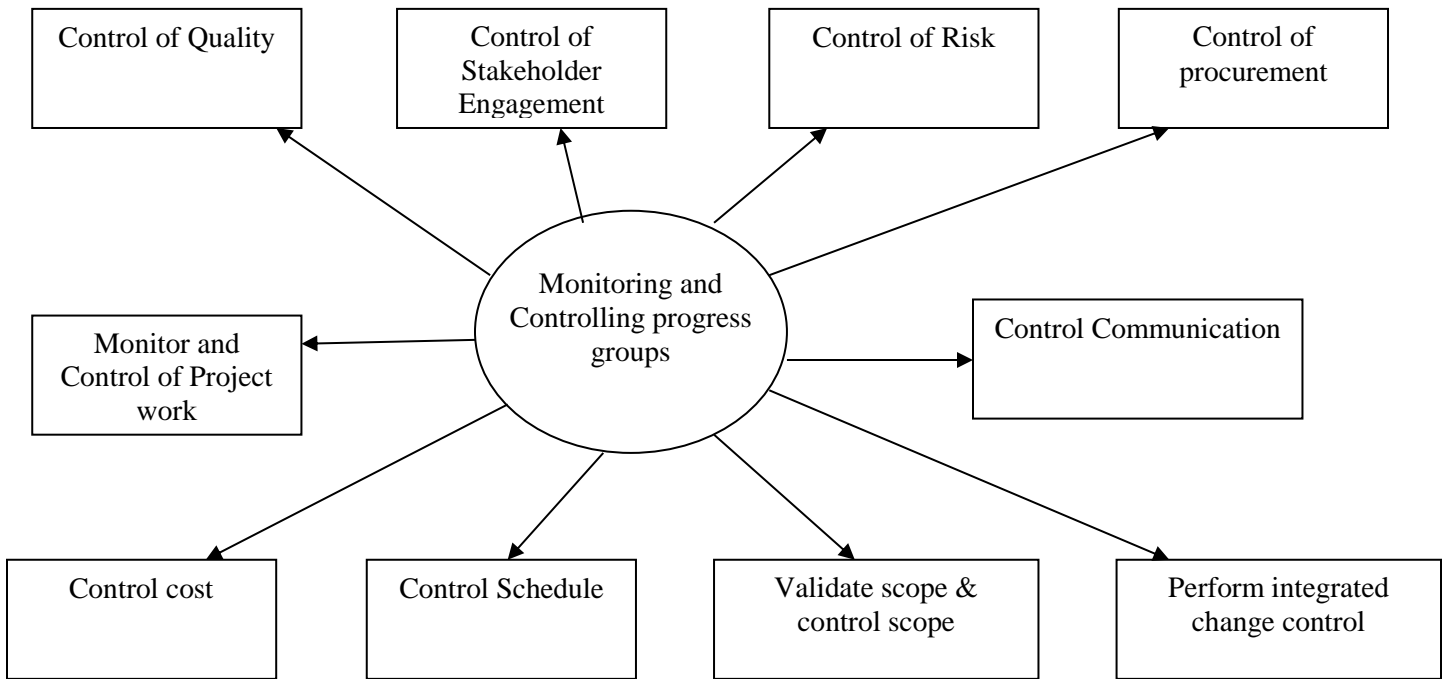 Control of Quality
Control of
Stakeholder
Engagement
Control of Risk
Control of
procurement
Monitoring and
Controlling progress
groups
Monitor and
Control of Project
work
Control Communication
Control cost
Control Schedule
Validate scope &
control scope
Perform integrated
change control